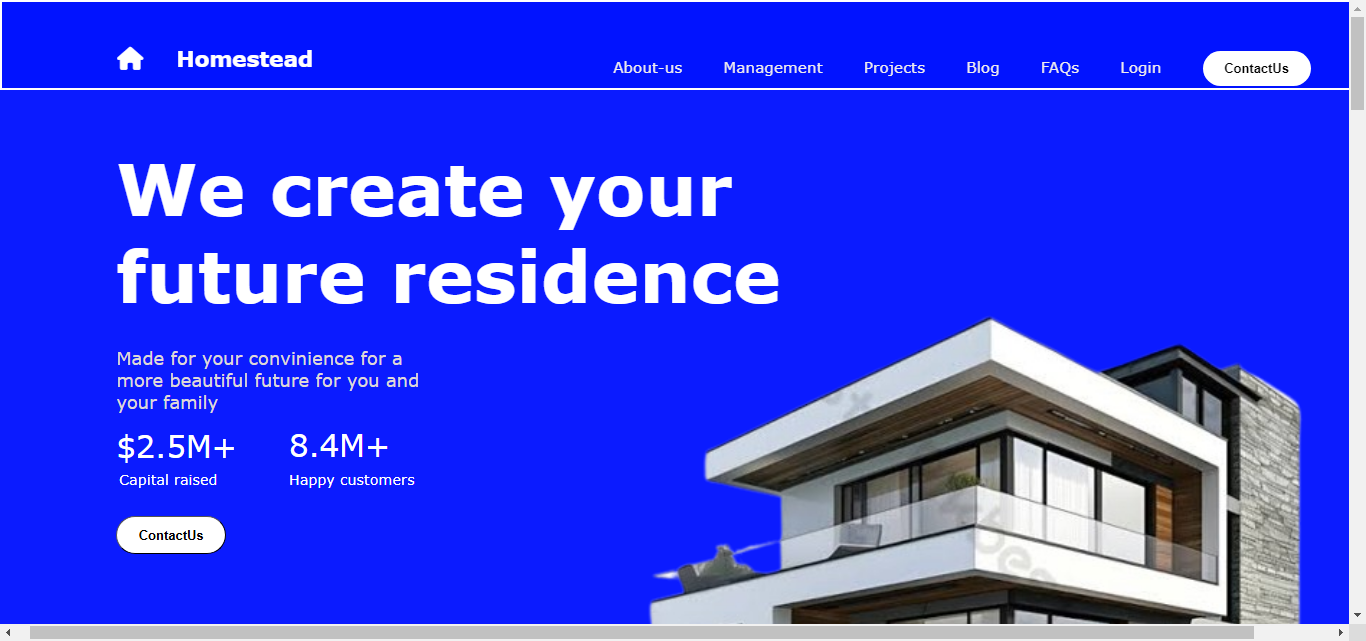 Homestead
About-us Management Projects Blog FAQs Login ContactUs
We create your
future residence
Made for your convinience for a
more beautiful future for you and
your family
$2.5M+ 8.4M+
Capital raised Happy customers
ContactUs